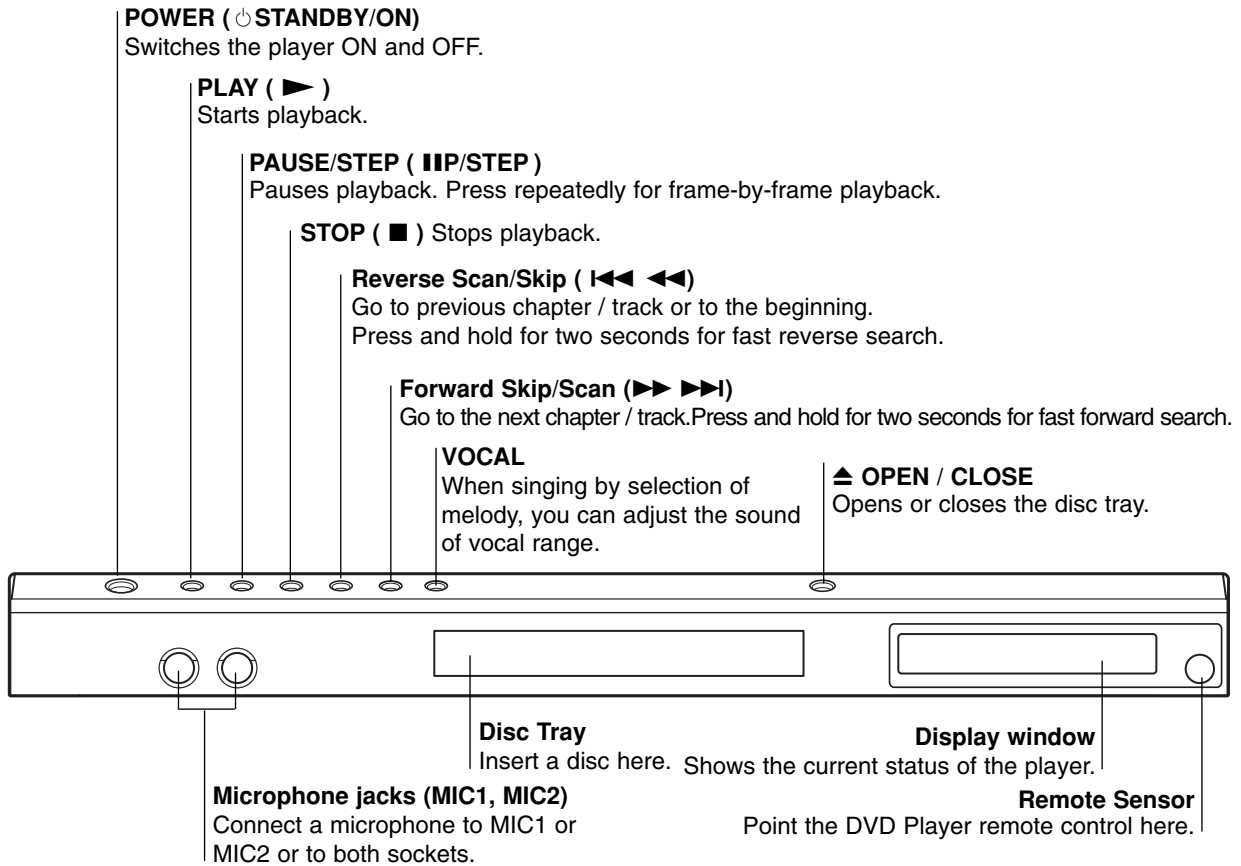 POWER ( ⏻ STANDBY/ON)
Switches the player ON and OFF.
PLAY ( ► )
Starts playback.
PAUSE/STEP ( ❚❚P/STEP )
Pauses playback. Press repeatedly for frame-by-frame playback.
STOP ( ■ ) Stops playback.
Reverse Scan/Skip ( I◄◄ ◄◄)
Go to previous chapter / track or to the beginning.
Press and hold for two seconds for fast reverse search.
Forward Skip/Scan (►► ►►I)
Go to the next chapter / track.Press and hold for two seconds for fast forward search.
VOCAL
When singing by selection of
melody, you can adjust the sound
of vocal range.
⏏ OPEN / CLOSE
Opens or closes the disc tray.
Disc Tray
Insert a disc here.
Display window
Shows the current status of the player.
Microphone jacks (MIC1, MIC2)
Connect a microphone to MIC1 or
MIC2 or to both sockets.
Remote Sensor
Point the DVD Player remote control here.